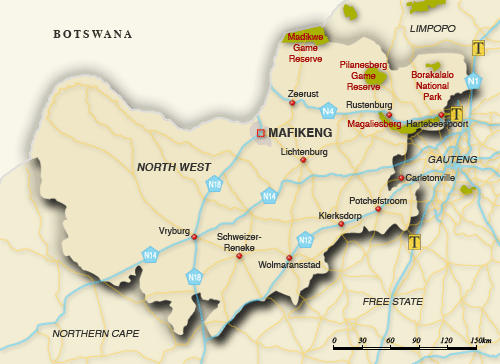 BOTSWANA
LIMPOPO
Madikwe
Game
Reserve
Pilanesberg
Game
Reserve
Borakalalo
National
Park
T
N1
Zeerust
N4
Rustenburg
Magaliesberg
Hartebeespoort
T
MAFIKENG
Lichtenburg
GAUTENG
NORTH WEST
N18
N14
Carletonville
Potchefstroom
Klerksdorp
Vryburg
Schweizer-
Reneke
N12
T
N14
Wolmaransstad
N18
FREE STATE
NORTHERN CAPE
0 30 60 90 120 150km